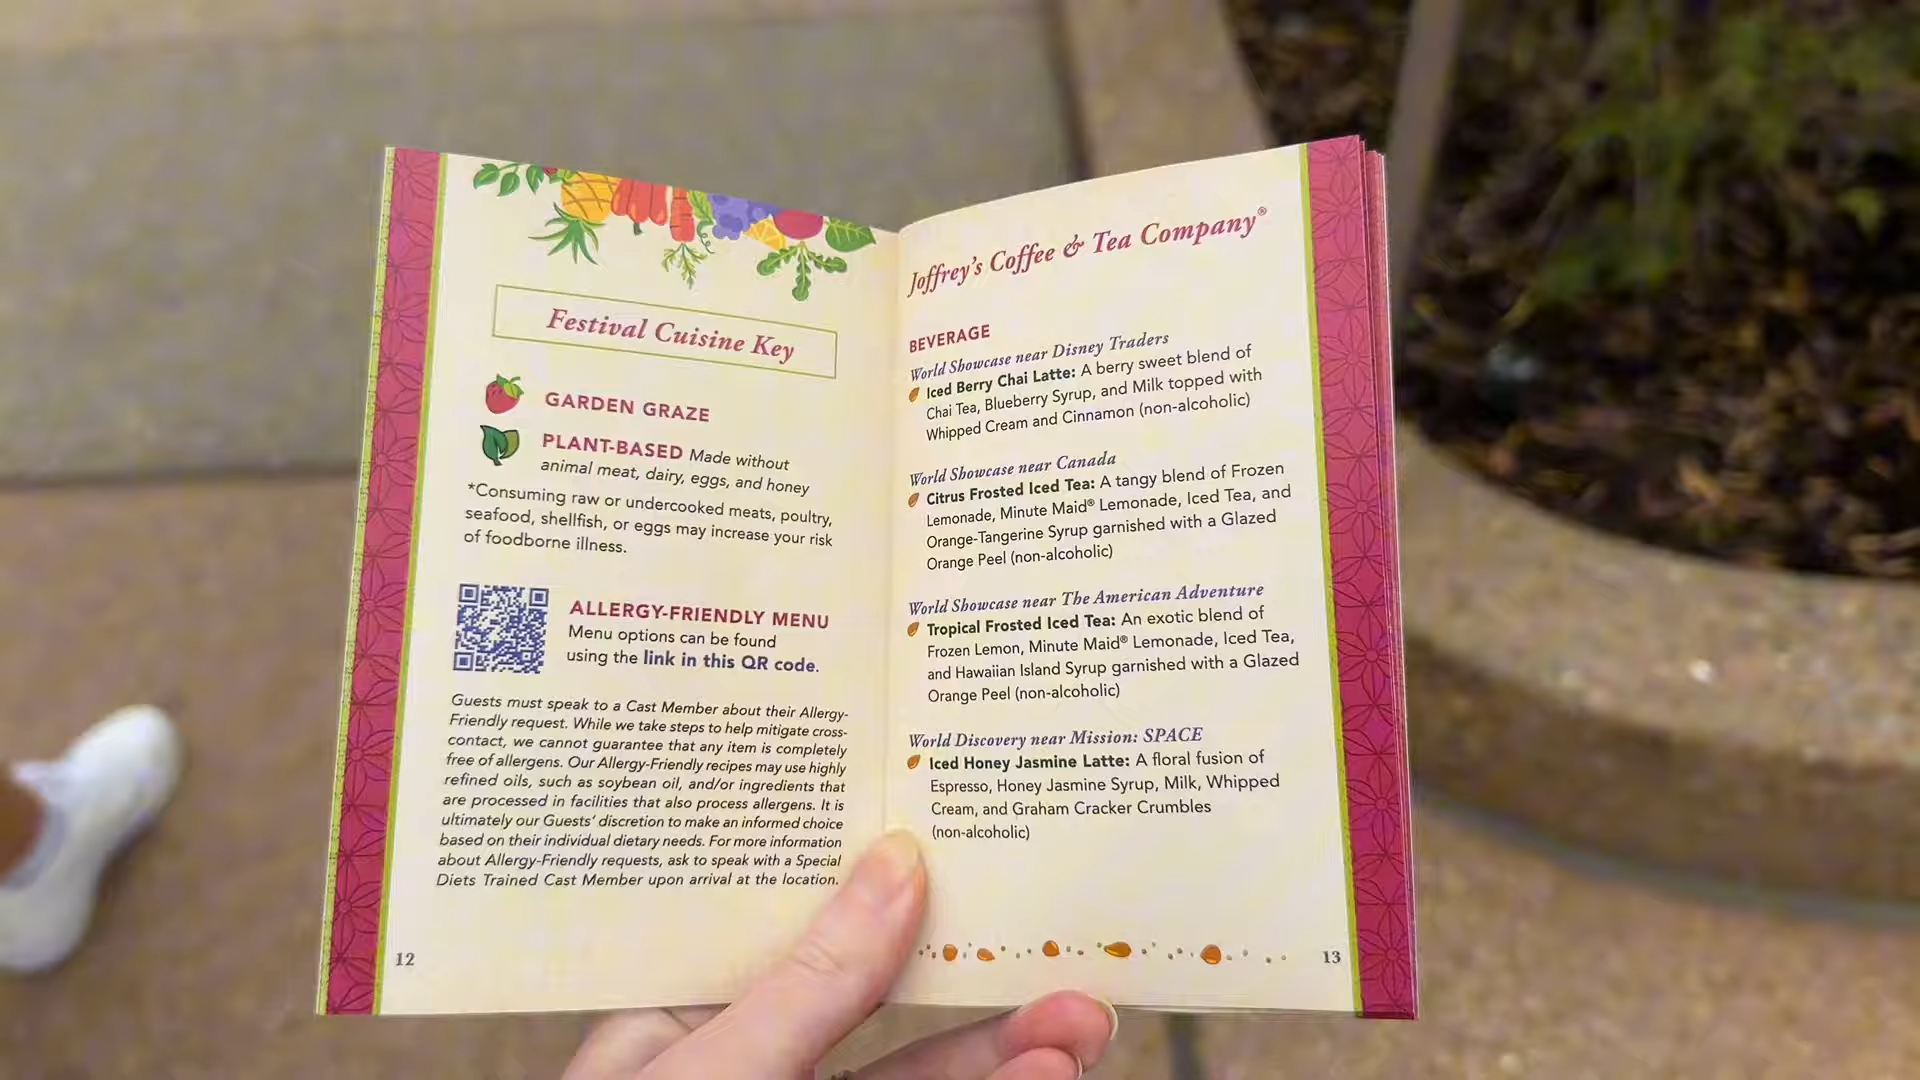 Festival Cuisine Key
GARDEN GRAZE
PLANT-BASED Made without
animal meat, dairy, eggs, and honey
*Consuming raw or undercooked meats, poultry,
seafood, shellfish, or eggs may increase your risk
of foodborne illness.
ALLERGY-FRIENDLY MENU
Menu options can be found
using the link in this QR code.
Guests must speak to a Cast Member about their Allergy-
Friendly request. While we take steps to help mitigate cross-
contact, we cannot guarantee that any item is completely
free of allergens. Our Allergy-Friendly recipes may use highly
refined oils, such as soybean oil, and/or ingredients that
are processed in facilities that also process allergens. It is
ultimately our Guests' discretion to make an informed choice
based on their individual dietary needs. For more information
about Allergy-Friendly requests, ask to speak with a Special
Diets Trained Cast Member upon arrival at the location.
12
Joffrey's Coffee & Tea Company®
BEVERAGE
World Showcase near Disney Traders
Iced Berry Chai Latte: A berry sweet blend of
Chai Tea, Blueberry Syrup, and Milk topped with
Whipped Cream and Cinnamon (non-alcoholic)
World Showcase near Canada
Citrus Frosted Iced Tea: A tangy blend of Frozen
Lemonade, Minute Maid® Lemonade, Iced Tea, and
Orange-Tangerine Syrup garnished with a Glazed
Orange Peel (non-alcoholic)
World Showcase near The American Adventure
Tropical Frosted Iced Tea: An exotic blend of
Frozen Lemon, Minute Maid® Lemonade, Iced Tea,
and Hawaiian Island Syrup garnished with a Glazed
Orange Peel (non-alcoholic)
World Discovery near Mission: SPACE
Iced Honey Jasmine Latte: A floral fusion of
Espresso, Honey Jasmine Syrup, Milk, Whipped
Cream, and Graham Cracker Crumbles
(non-alcoholic)
13